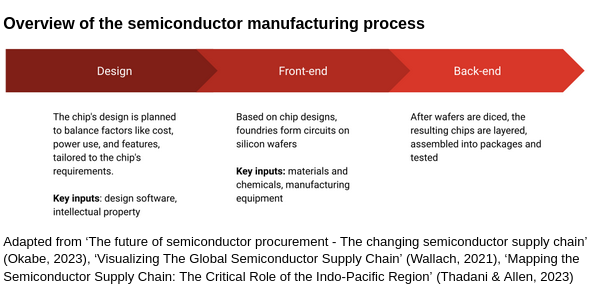 Overview of the semiconductor manufacturing process
Design
Front-end
Back-end
The chip's design is planned
to balance factors like cost,
power use, and features,
tailored to the chip's
requirements.
Key inputs: design software,
intellectual property
Based on chip designs,
foundries form circuits on
silicon wafers
Key inputs: materials and
chemicals, manufacturing
equipment
After wafers are diced, the
resulting chips are layered,
assembled into packages and
tested
Adapted from ‘The future of semiconductor procurement - The changing semiconductor supply chain’
(Okabe, 2023), ‘Visualizing The Global Semiconductor Supply Chain’ (Wallach, 2021), ‘Mapping the
Semiconductor Supply Chain: The Critical Role of the Indo-Pacific Region’ (Thadani & Allen, 2023)